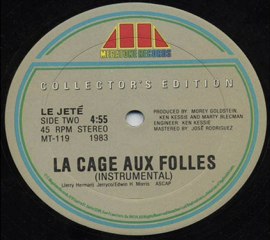 MEGATONE RECORDS
COLLECTOR'S EDITION
LE JETÉ
SIDE TWO 4:55
45 RPM STEREO
MT-119 1983
PRODUCED BY MOREY GOLDSTEIN,
KEN KESSIE AND MARTY BLECMAN
ENGINEER, KEN KESSIE
MASTERED BY JOSÉ RODRIGUEZ
LA CAGE AUX FOLLES
(INSTRUMENTAL)
(Jerry Herman) Jerryco/Edwin H. Morris ASCAP